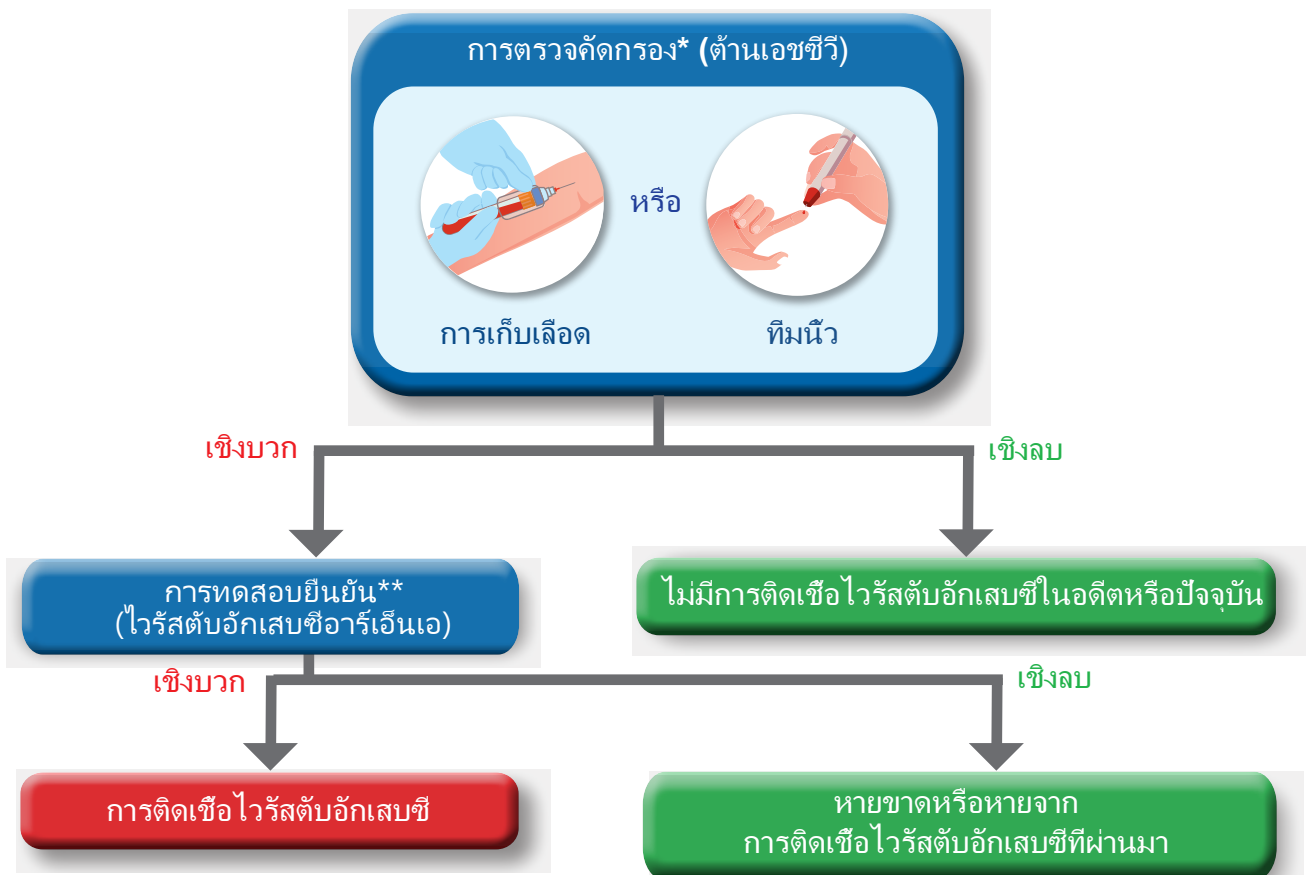 การตรวจคัดกรอง* (ต้านเอชซีวี)
หรือ
การเก็บเลือด
ทีมนิ้ว
เชิงบวก
เชิงลบ
การทดสอบยืนยัน**
(ไวรัสตับอักเสบซีอาร์เอ็นเอ)
ไม่มีการติดเชื้อไวรัสตับอักเสบซีในอดีตหรือปัจจุบัน
เชิงบวก
เชิงลบ
การติดเชื้อไวรัสตับอักเสบซี
หายขาดหรือหายจาก
การติดเชื้อไวรัสตับอักเสบซีที่ผ่านมา